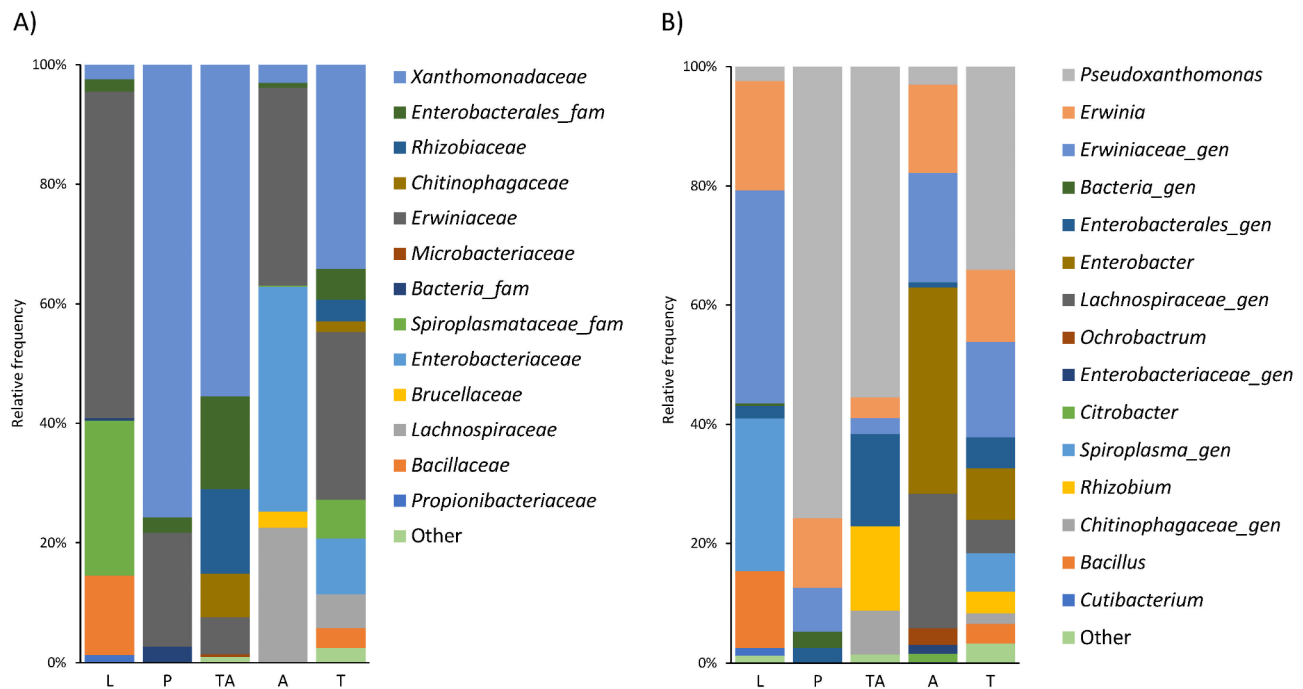 A)
100%
80%
60%
40%
20%
0%
Relative frequency
L P TA A T
Xanthomonadaceae
Enterobacterales_fam
Rhizobiaceae
Chitinophagaceae
Erwiniaceae
Microbacteriaceae
Bacteria_fam
Spiroplasmataceae_fam
Enterobacteriaceae
Brucellaceae
Lachnospiraceae
Bacillaceae
Propionibacteriaceae
Other
B)
100%
80%
60%
40%
20%
0%
Relative frequency
L P TA A T
Pseudoxanthomonas
Erwinia
Erwiniaceae_gen
Bacteria_gen
Enterobacterales_gen
Enterobacter
Lachnospiraceae_gen
Ochrobactrum
Enterobacteriaceae_gen
Citrobacter
Spiroplasma_gen
Rhizobium
Chitinophagaceae_gen
Bacillus
Cutibacterium
Other